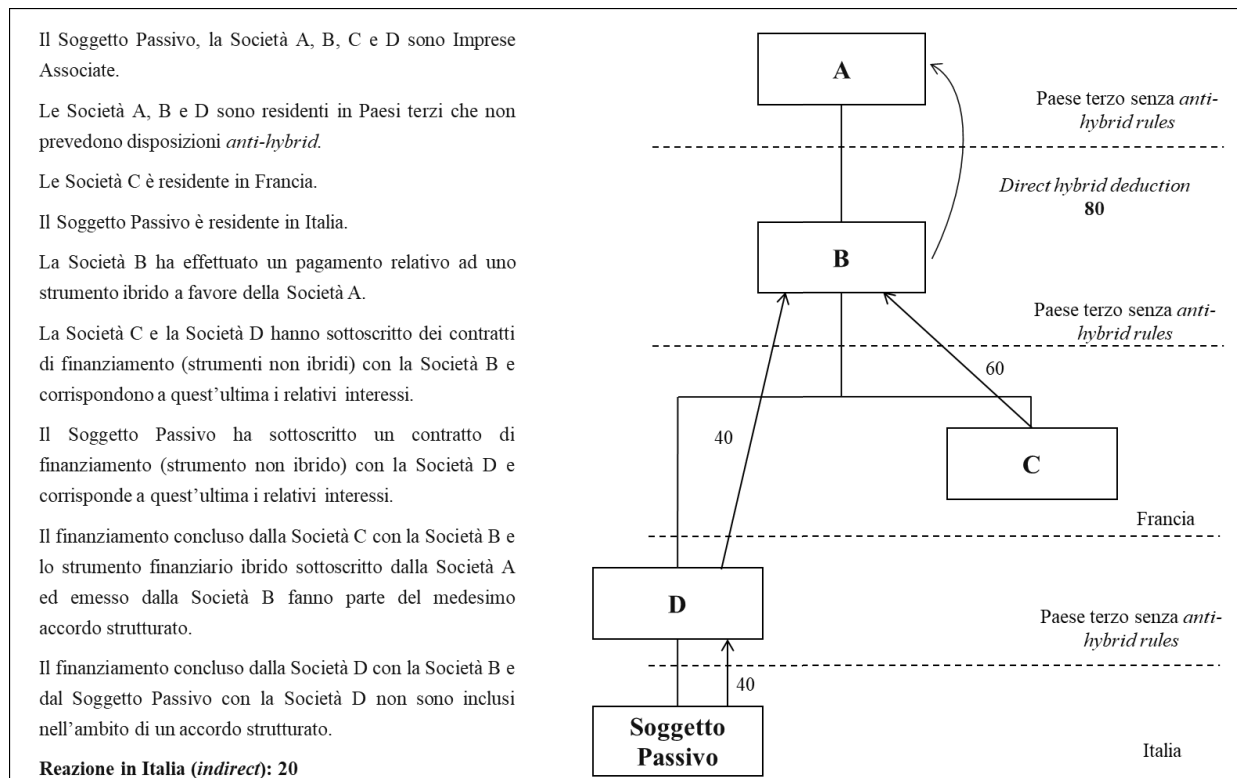 Il Soggetto Passivo, la Società A, B, C e D sono Imprese
Associate.
Le Società A, B e D sono residenti in Paesi terzi che non
prevedono disposizioni anti-hybrid.
Le Società C è residente in Francia.
Il Soggetto Passivo è residente in Italia.
La Società B ha effettuato un pagamento relativo ad uno
strumento ibrido a favore della Società A.
La Società C e la Società D hanno sottoscritto dei contratti
di finanziamento (strumenti non ibridi) con la Società B e
corrispondono a quest'ultima i relativi interessi.
Il Soggetto Passivo ha sottoscritto un contratto di
finanziamento (strumento non ibrido) con la Società D e
corrisponde a quest'ultima i relativi interessi.
Il finanziamento concluso dalla Società C con la Società B e
lo strumento finanziario ibrido sottoscritto dalla Società A
ed emesso dalla Società B fanno parte del medesimo
accordo strutturato.
Il finanziamento concluso dalla Società D con la Società B e
dal Soggetto Passivo con la Società D non sono inclusi
nell'ambito di un accordo strutturato.
Reazione in Italia (indirect): 20
A
Paese terzo senza anti-
hybrid rules
Direct hybrid deduction
80
B
Paese terzo senza anti-
hybrid rules
60
40
C
Francia
D
Paese terzo senza anti-
hybrid rules
40
Soggetto
Passivo
Italia